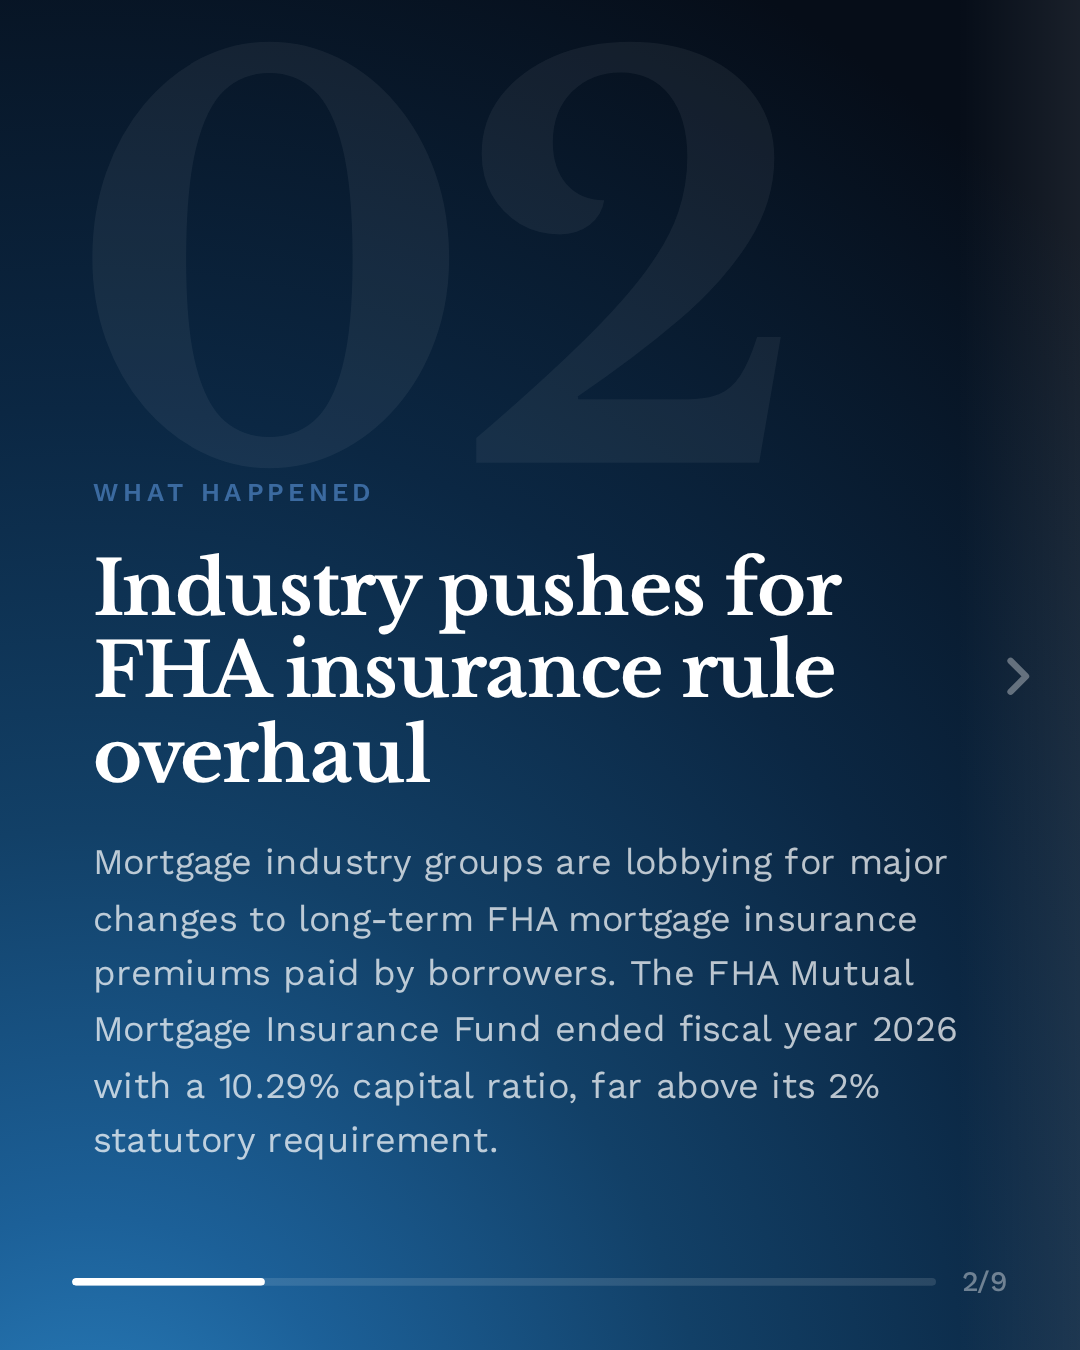 02
WHAT HAPPENED
Industry pushes for
FHA insurance rule
overhaul
Mortgage industry groups are lobbying for major
changes to long-term FHA mortgage insurance
premiums paid by borrowers. The FHA Mutual
Mortgage Insurance Fund ended fiscal year 2026
with a 10.29% capital ratio, far above its 2%
statutory requirement.
2/9